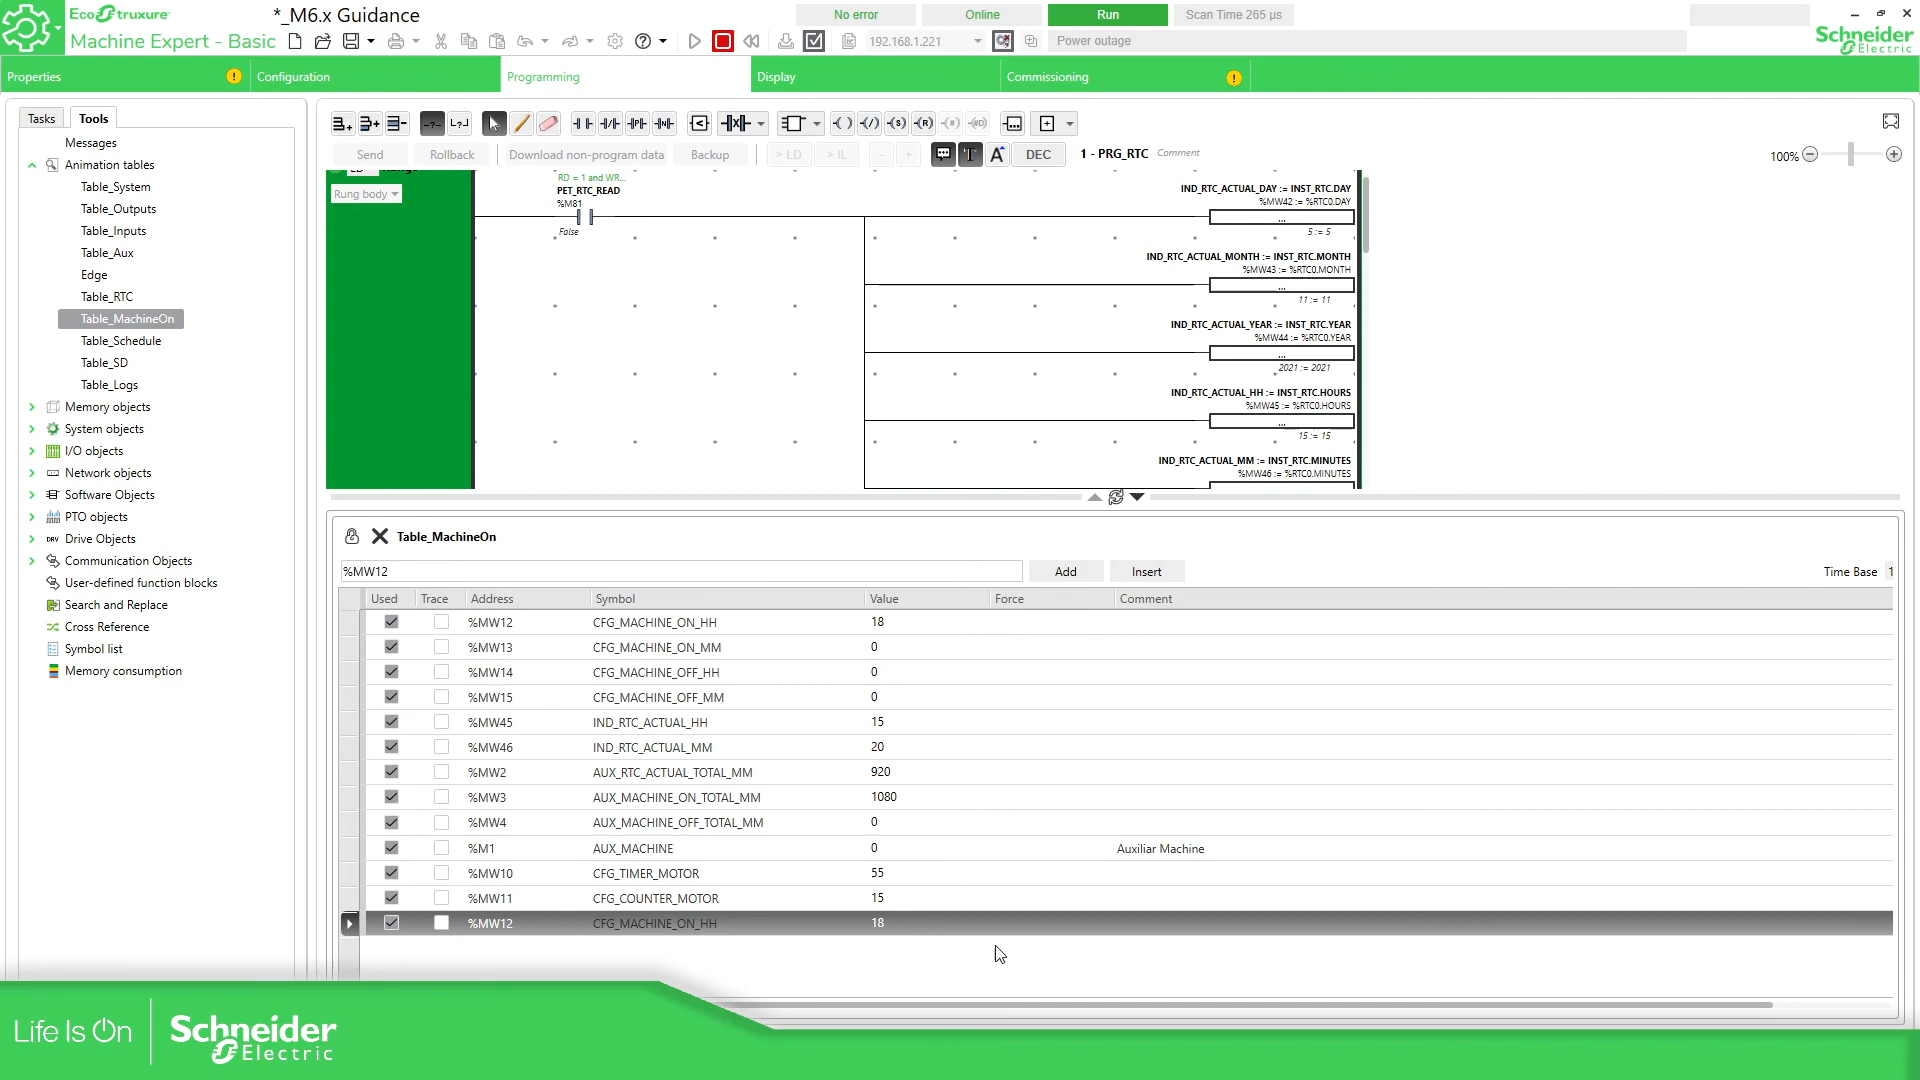 EcoStruxure
Machine Expert - Basic
*_M6.x Guidance
No error
Online
Run
Scan Time 265 µs
192.168.1.221
Power outage
Schneider
Electric
Properties
Configuration
Programming
Display
Commissioning
Tasks
Tools
Messages
Animation tables
Table_System
Table_Outputs
Table_Inputs
Table_Aux
Edge
Table_RTC
Table_MachineOn
Table_Schedule
Table_SD
Table_Logs
Memory objects
System objects
I/O objects
Network objects
Software Objects
PTO objects
DRV Drive Objects
Communication Objects
User-defined function blocks
Search and Replace
Cross Reference
Symbol list
Memory consumption
Send
Rollback
Download non-program data
Backup
> LD
> IL
-
+
DEC
1 - PRG_RTC
Comment
100%
Rung body
RD = 1 and WR...
PET_RTC_READ
%M81
False
IND_RTC_ACTUAL_DAY := INST_RTC.DAY
%MW42 := %RTC0.DAY
...
5 := 5
IND_RTC_ACTUAL_MONTH := INST_RTC.MONTH
%MW43 := %RTC0.MONTH
...
11 := 11
IND_RTC_ACTUAL_YEAR := INST_RTC.YEAR
%MW44 := %RTC0.YEAR
...
2021 := 2021
IND_RTC_ACTUAL_HH := INST_RTC.HOURS
%MW45 := %RTC0.HOURS
...
15 := 15
IND_RTC_ACTUAL_MM := INST_RTC.MINUTES
%MW46 := %RTC0.MINUTES
Table_MachineOn
%MW12
Add
Insert
Time Base 1
Used Trace Address Symbol Value Force Comment
%MW12 CFG_MACHINE_ON_HH 18
%MW13 CFG_MACHINE_ON_MM 0
%MW14 CFG_MACHINE_OFF_HH 0
%MW15 CFG_MACHINE_OFF_MM 0
%MW45 IND_RTC_ACTUAL_HH 15
%MW46 IND_RTC_ACTUAL_MM 20
%MW2 AUX_RTC_ACTUAL_TOTAL_MM 920
%MW3 AUX_MACHINE_ON_TOTAL_MM 1080
%MW4 AUX_MACHINE_OFF_TOTAL_MM 0
%M1 AUX_MACHINE 0 Auxiliar Machine
%MW10 CFG_TIMER_MOTOR 55
%MW11 CFG_COUNTER_MOTOR 15
%MW12 CFG_MACHINE_ON_HH 18
Life Is On
Schneider
Electric